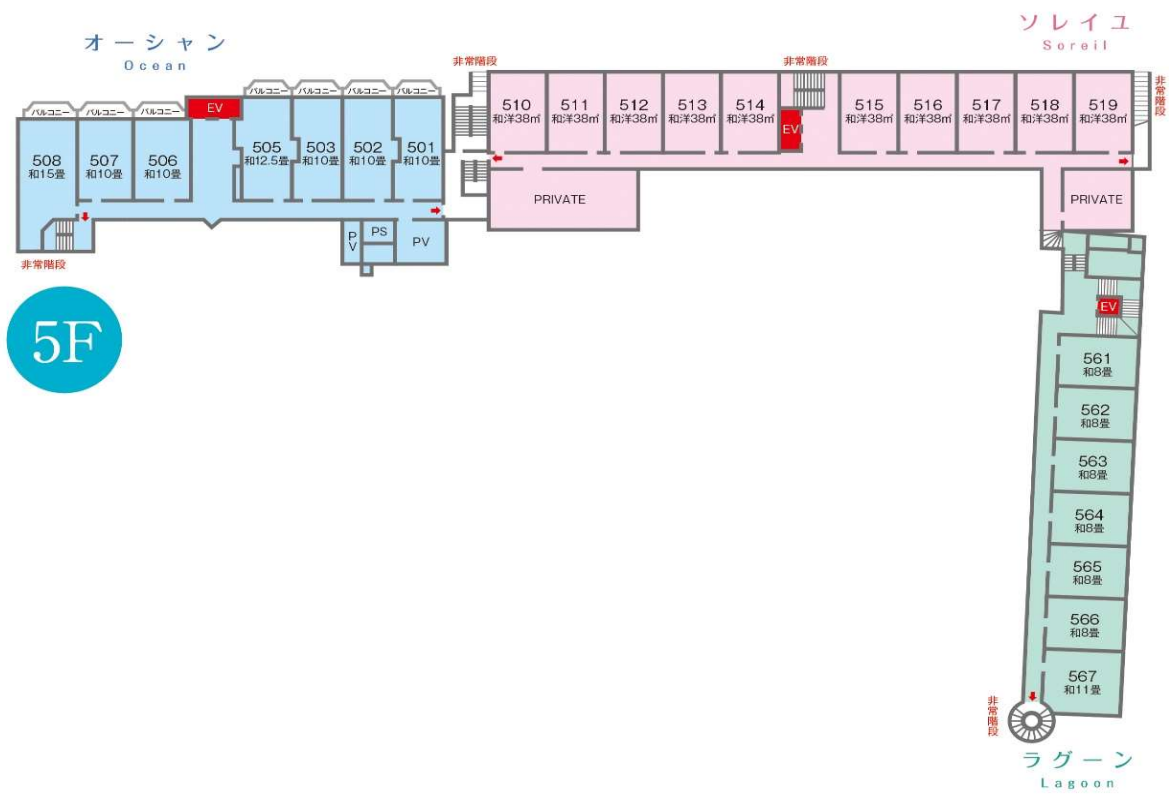 オーシャン
Ocean
バルコニー
バルコニー
バルコニー
EV
バルコニー
バルコニー
バルコニー
バルコニー
508
和15畳
507
和10畳
506
和10畳
505
和12.5畳
503
和10畳
502
和10畳
501
和10畳
PV
PS
PV
非常階段
5F
ソレイユ
Soreil
非常階段
非常階段
非常階段
510
和洋38㎡
511
和洋38㎡
512
和洋38㎡
513
和洋38㎡
514
和洋38㎡
EV
515
和洋38㎡
516
和洋38㎡
517
和洋38㎡
518
和洋38㎡
519
和洋38㎡
PRIVATE
PRIVATE
EV
561
和8畳
562
和8畳
563
和8畳
564
和8畳
565
和8畳
566
和8畳
567
和11畳
非常階段
ラグーン
Lagoon